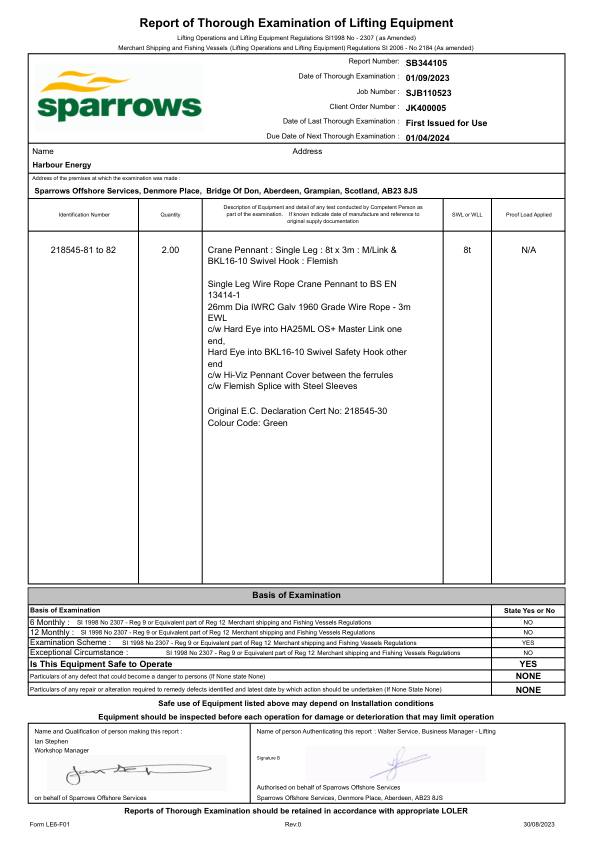 Report of Thorough Examination of Lifting Equipment
Lifting Operations and Lifting Equipment Regulations SI1998 No - 2307 ( as Amended)
Merchant Shipping and Fishing Vessels (Lifting Operations and Lifting Equipment) Regulations SI 2006 - No 2184 (As amended)
sparrows
Report Number: SB344105
Date of Thorough Examination : 01/09/2023
Job Number : SJB110523
Client Order Number : JK400005
Date of Last Thorough Examination : First Issued for Use
Due Date of Next Thorough Examination : 01/04/2024
Name Address
Harbour Energy
Address of the premises at which the examination was made :
Sparrows Offshore Services, Denmore Place, Bridge Of Don, Aberdeen, Grampian, Scotland, AB23 8JS
Identification Number
Quantity
Description of Equipment and detail of any test conducted by Competent Person as
part of the examination. If known indicate date of manufacture and reference to
original supply documentation
SWL or WLL
Proof Load Applied
218545-81 to 82
2.00
Crane Pennant : Single Leg : 8t x 3m : M/Link &
BKL16-10 Swivel Hook : Flemish
Single Leg Wire Rope Crane Pennant to BS EN
13414-1
26mm Dia IWRC Galv 1960 Grade Wire Rope - 3m
EWL
c/w Hard Eye into HA25ML OS+ Master Link one
end,
Hard Eye into BKL16-10 Swivel Safety Hook other
end
c/w Hi-Viz Pennant Cover between the ferrules
c/w Flemish Splice with Steel Sleeves
Original E.C. Declaration Cert No: 218545-30
Colour Code: Green
8t
N/A
Basis of Examination
Basis of Examination State Yes or No
6 Monthly : SI 1998 No 2307 - Reg 9 or Equivalent part of Reg 12 Merchant shipping and Fishing Vessels Regulations NO
12 Monthly : SI 1998 No 2307 - Reg 9 or Equivalent part of Reg 12 Merchant shipping and Fishing Vessels Regulations NO
Examination Scheme : SI 1998 No 2307 - Reg 9 or Equivalent part of Reg 12 Merchant shipping and Fishing Vessels Regulations YES
Exceptional Circumstance : SI 1998 No 2307 - Reg 9 or Equivalent part of Reg 12 Merchant shipping and Fishing Vessels Regulations NO
Is This Equipment Safe to Operate YES
Particulars of any defect that could become a danger to persons (If None state None) NONE
Particulars of any repair or alteration required to remedy defects identified and latest date by which action should be undertaken (If None State None) NONE
Safe use of Equipment listed above may depend on Installation conditions
Equipment should be inspected before each operation for damage or deterioration that may limit operation
Name and Qualification of person making this report :
Ian Stephen
Workshop Manager
on behalf of Sparrows Offshore Services
Name of person Authenticating this report : Walter Service, Business Manager - Lifting
Signature B
Authorised on behalf of Sparrows Offshore Services
Sparrows Offshore Services, Denmore Place, Aberdeen, AB23 8JS
Reports of Thorough Examination should be retained in accordance with appropriate LOLER
Form LE6-F01 Rev:0 30/08/2023